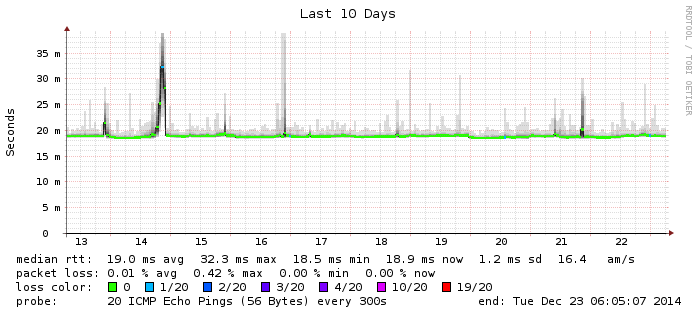 Last 10 Days
RRDTOOL / TOBI OETIKER
Seconds
35 m
30 m
25 m
20 m
15 m
10 m
5 m
0
13 14 15 16 17 18 19 20 21 22
median rtt: 19.0 ms avg 32.3 ms max 18.5 ms min 18.9 ms now 1.2 ms sd 16.4 am/s
packet loss: 0.01 % avg 0.42 % max 0.00 % min 0.00 % now
loss color: 0 1/20 2/20 3/20 4/20 10/20 19/20
probe: 20 ICMP Echo Pings (56 Bytes) every 300s end: Tue Dec 23 06:05:07 2014